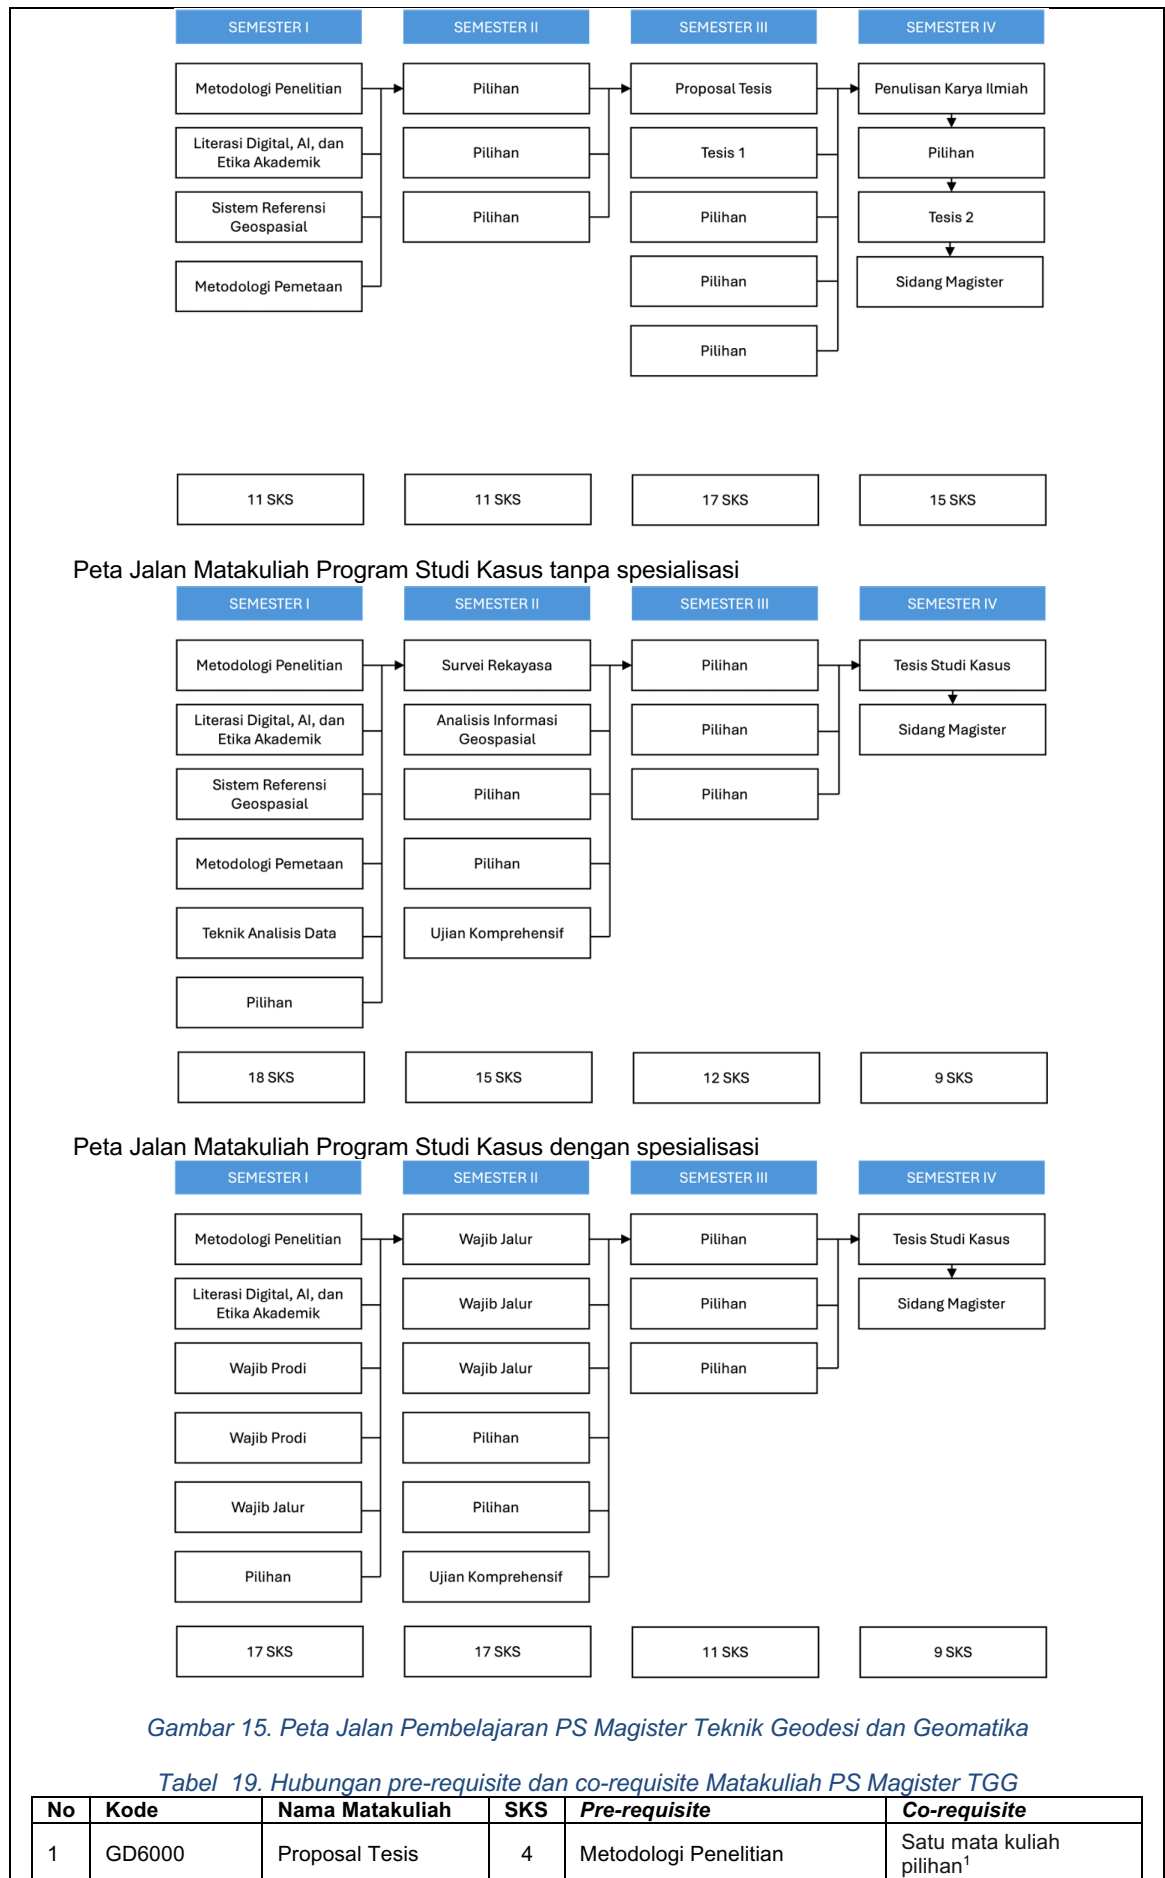 SEMESTER I SEMESTER II SEMESTER III SEMESTER IV
Metodologi Penelitian Pilihan Proposal Tesis Penulisan Karya Ilmiah
Literasi Digital, AI, dan
Etika Akademik Pilihan Tesis 1 Pilihan
Sistem Referensi
Geospasial Pilihan Pilihan Tesis 2
Metodologi Pemetaan Pilihan Sidang Magister
Pilihan
11 SKS 11 SKS 17 SKS 15 SKS
Peta Jalan Matakuliah Program Studi Kasus tanpa spesialisasi
SEMESTER I SEMESTER II SEMESTER III SEMESTER IV
Metodologi Penelitian Survei Rekayasa Pilihan Tesis Studi Kasus
Literasi Digital, AI, dan Analisis Informasi
Etika Akademik Geospasial Pilihan Sidang Magister
Sistem Referensi
Geospasial Pilihan Pilihan
Metodologi Pemetaan Pilihan
Teknik Analisis Data Ujian Komprehensif
Pilihan
18 SKS 15 SKS 12 SKS 9 SKS
Peta Jalan Matakuliah Program Studi Kasus dengan spesialisasi
SEMESTER I SEMESTER II SEMESTER III SEMESTER IV
Metodologi Penelitian Wajib Jalur Pilihan Tesis Studi Kasus
Literasi Digital, AI, dan
Etika Akademik Wajib Jalur Pilihan Sidang Magister
Wajib Prodi Wajib Jalur Pilihan
Wajib Prodi Pilihan
Wajib Jalur Pilihan
Pilihan Ujian Komprehensif
17 SKS 17 SKS 11 SKS 9 SKS
Gambar 15. Peta Jalan Pembelajaran PS Magister Teknik Geodesi dan Geomatika
Tabel 19. Hubungan pre-requisite dan co-requisite Matakuliah PS Magister TGG
No Kode Nama Matakuliah SKS Pre-requisite Co-requisite
1 GD6000 Proposal Tesis 4 Metodologi Penelitian Satu mata kuliah
pilihan¹